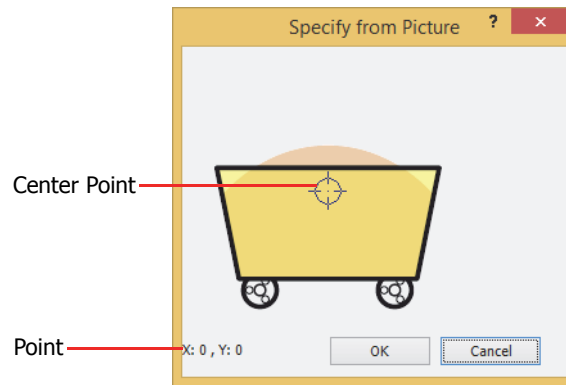 Specify from Picture ? ×
Center Point
Point
X: 0 , Y: 0
OK
Cancel